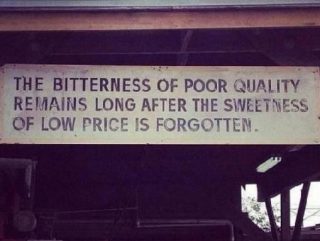 THE BITTERNESS OF POOR QUALITY
REMAINS LONG AFTER THE SWEETNESS
OF LOW PRICE IS FORGOTTEN.